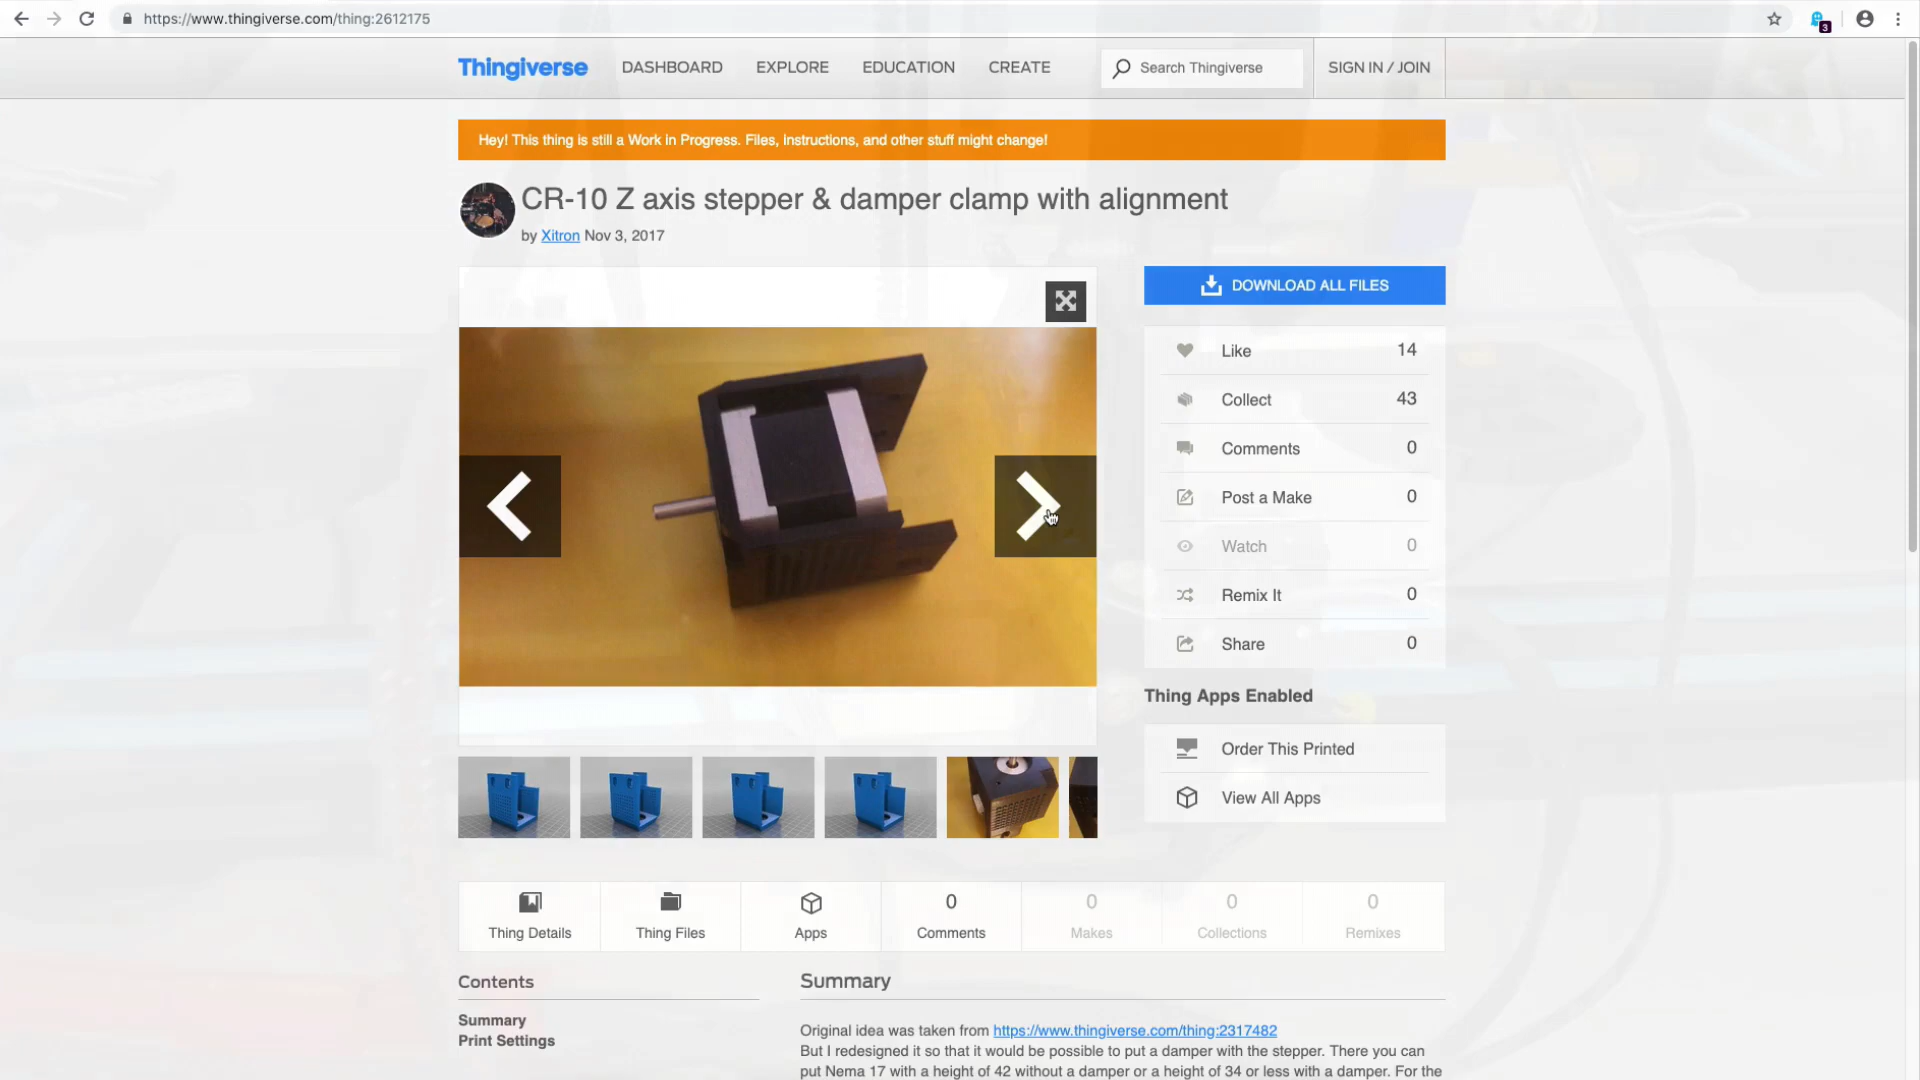 https://www.thingiverse.com/thing:2612175
3
Thingiverse
DASHBOARD
EXPLORE
EDUCATION
CREATE
Search Thingiverse
SIGN IN / JOIN
Hey! This thing is still a Work in Progress. Files, instructions, and other stuff might change!
CR-10 Z axis stepper & damper clamp with alignment
by Xitron Nov 3, 2017
DOWNLOAD ALL FILES
Like 14
Collect 43
Comments 0
Post a Make 0
Watch 0
Remix It 0
Share 0
Thing Apps Enabled
Order This Printed
View All Apps
Thing Details
Thing Files
Apps
0 Comments
0 Makes
0 Collections
0 Remixes
Contents
Summary
Print Settings
Summary
Original idea was taken from https://www.thingiverse.com/thing:2317482
But I redesigned it so that it would be possible to put a damper with the stepper. There you can
put Nema 17 with a height of 42 without a damper or a height of 34 or less with a damper. For the